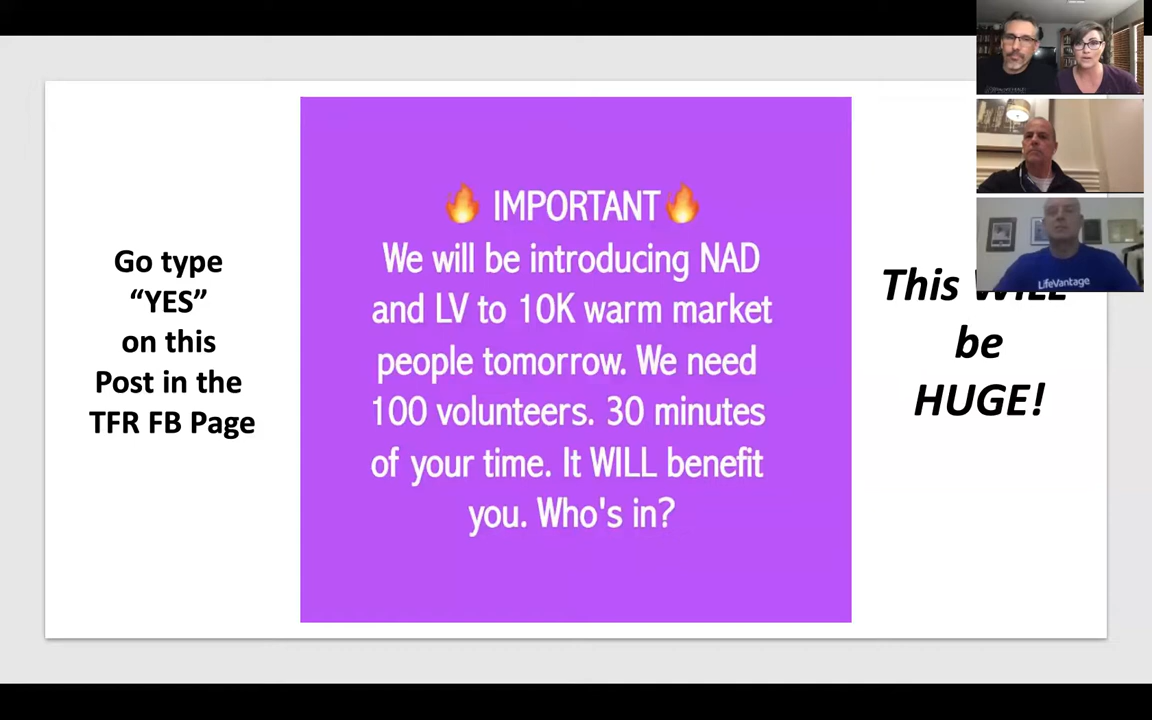 Go type
“YES”
on this
Post in the
TFR FB Page
🔥 IMPORTANT🔥
We will be introducing NAD
and LV to 10K warm market
people tomorrow. We need
100 volunteers. 30 minutes
of your time. It WILL benefit
you. Who's in?
This WILL
be
HUGE!
LifeVantage